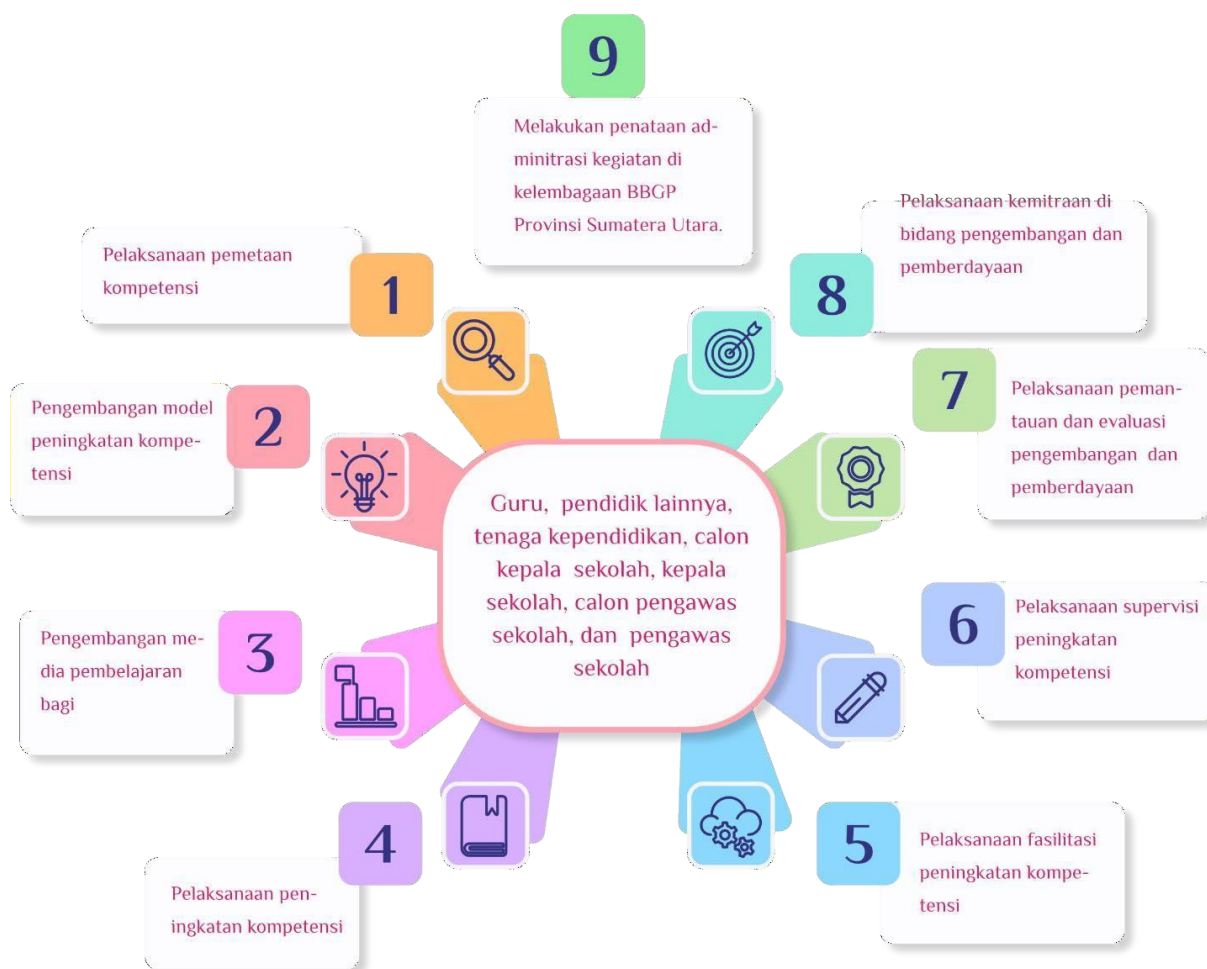 9
Melakukan penataan ad-
minitrasi kegiatan di
kelembagaan BBGP
Provinsi Sumatera Utara.
Pelaksanaan pemetaan
kompetensi
1
Pelaksanaan kemitraan di
bidang pengembangan dan
pemberdayaan
8
Pengembangan model
peningkatan kompe-
tensi
2
7
Pelaksanaan peman-
tauan dan evaluasi
pengembangan dan
pemberdayaan
Guru, pendidik lainnya,
tenaga kependidikan, calon
kepala sekolah, kepala
sekolah, calon pengawas
sekolah, dan pengawas
sekolah
Pengembangan me-
dia pembelajaran
bagi
3
6
Pelaksanaan supervisi
peningkatan
kompetensi
4
Pelaksanaan pen-
ingkatan kompetensi
5
Pelaksanaan fasilitasi
peningkatan kompe-
tensi